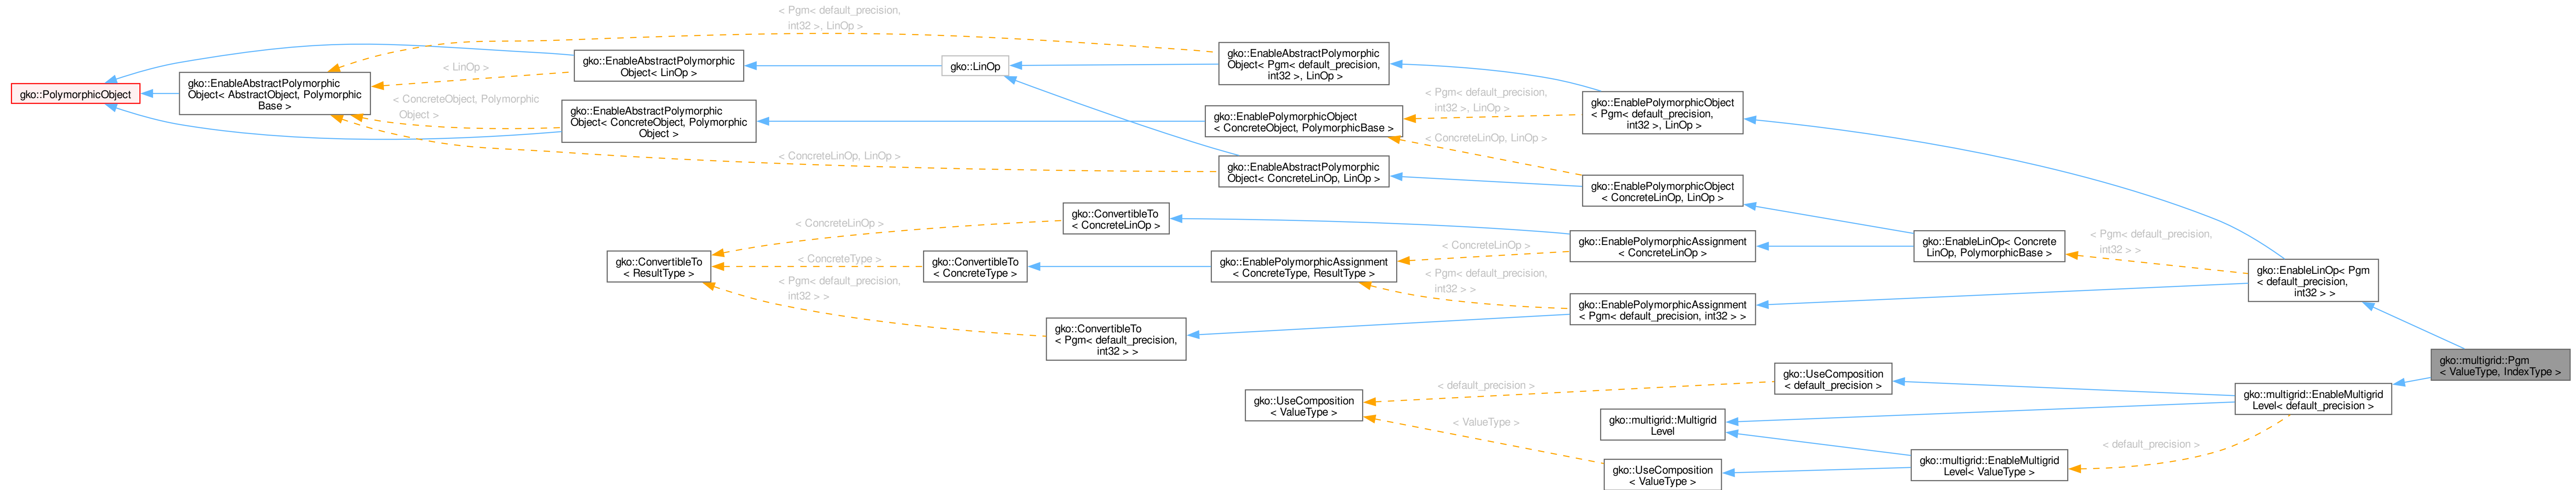 < Pgm< default_precision,
int32 >, LinOp >
gko::PolymorphicObject
gko::EnableAbstractPolymorphic
Object< AbstractObject, Polymorphic
Base >
< LinOp >
< ConcreteObject, Polymorphic
Object >
gko::EnableAbstractPolymorphic
Object< LinOp >
gko::EnableAbstractPolymorphic
Object< ConcreteObject, Polymorphic
Object >
< ConcreteLinOp, LinOp >
gko::LinOp
gko::EnableAbstractPolymorphic
Object< Pgm< default_precision,
int32 >, LinOp >
gko::EnablePolymorphicObject
< ConcreteObject, PolymorphicBase >
gko::EnableAbstractPolymorphic
Object< ConcreteLinOp, LinOp >
< Pgm< default_precision,
int32 >, LinOp >
< ConcreteLinOp, LinOp >
gko::EnablePolymorphicObject
< Pgm< default_precision,
int32 >, LinOp >
gko::EnablePolymorphicObject
< ConcreteLinOp, LinOp >
gko::ConvertibleTo
< ResultType >
< ConcreteLinOp >
< ConcreteType >
< Pgm< default_precision,
int32 > >
gko::ConvertibleTo
< ConcreteLinOp >
gko::ConvertibleTo
< ConcreteType >
gko::ConvertibleTo
< Pgm< default_precision,
int32 > >
gko::EnablePolymorphicAssignment
< ConcreteType, ResultType >
< ConcreteLinOp >
< Pgm< default_precision,
int32 > >
gko::EnablePolymorphicAssignment
< ConcreteLinOp >
gko::EnablePolymorphicAssignment
< Pgm< default_precision, int32 > >
gko::EnableLinOp< Concrete
LinOp, PolymorphicBase >
< Pgm< default_precision,
int32 > >
gko::EnableLinOp< Pgm
< default_precision,
int32 > >
gko::multigrid::Pgm
< ValueType, IndexType >
gko::UseComposition
< ValueType >
< default_precision >
< ValueType >
gko::UseComposition
< default_precision >
gko::multigrid::Multigrid
Level
gko::UseComposition
< ValueType >
gko::multigrid::EnableMultigrid
Level< ValueType >
< default_precision >
gko::multigrid::EnableMultigrid
Level< default_precision >